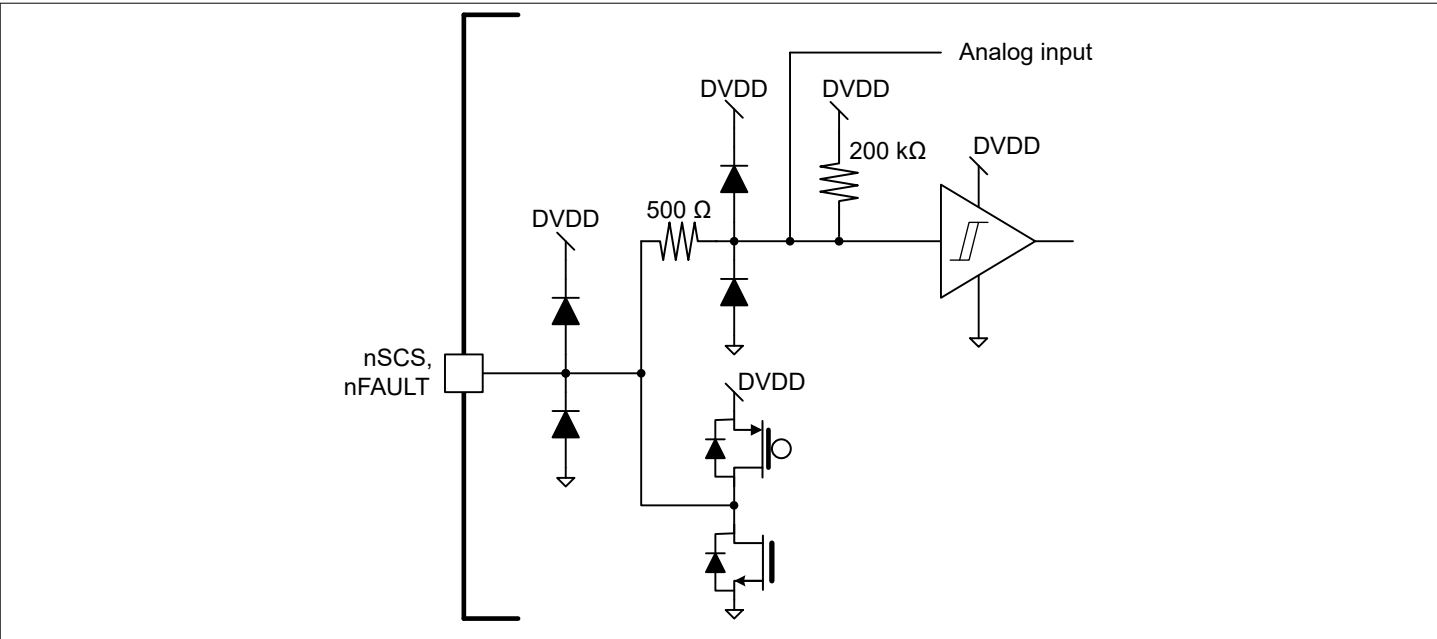 Analog input
DVDD
DVDD
200 kΩ
DVDD
500 Ω
DVDD
nSCS,
nFAULT
DVDD